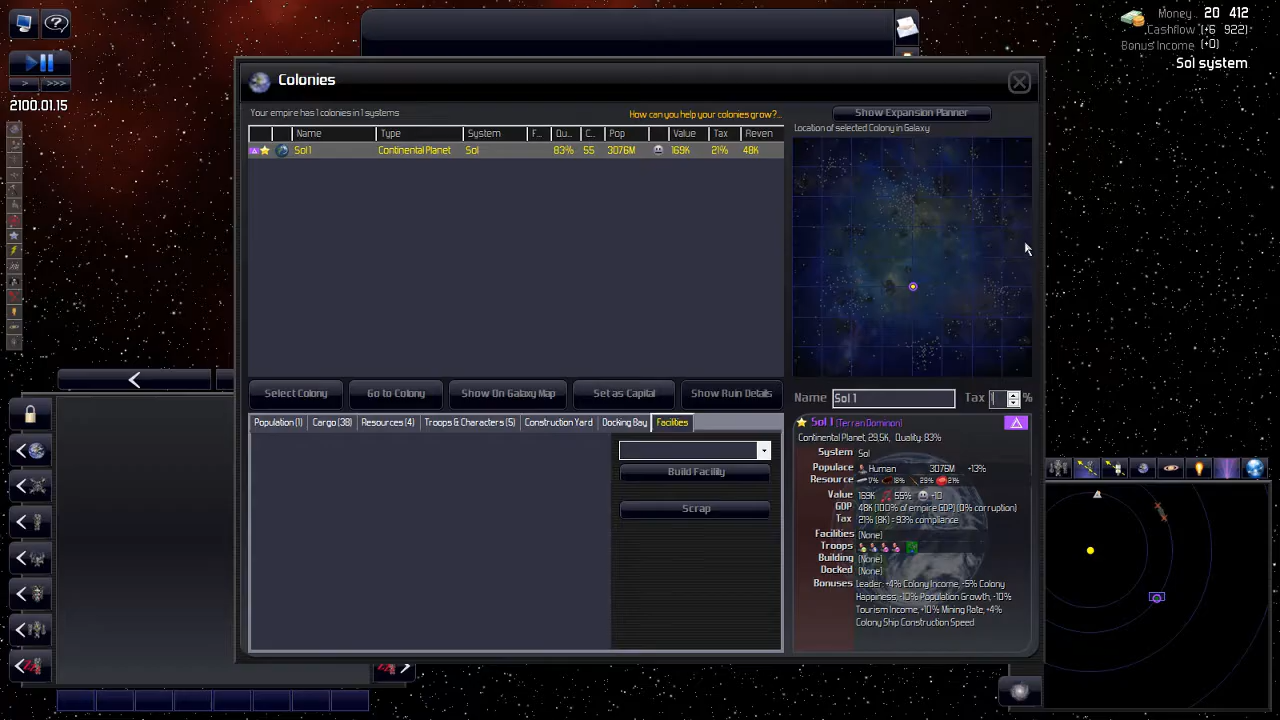 Money 20 412
Cashflow (+6 922)
Bonus Income (+0)
Sol system
> >>>
2100.01.15
Colonies
Your empire has 1 colonies in 1 systems
How can you help your colonies grow?...
Show Expansion Planner
Location of selected Colony in Galaxy
Name Type System F... Qu... C... Pop Value Tax Reven
Sol 1 Continental Planet Sol 83% 55 3076M 169K 21% 48K
Select Colony Go to Colony Show On Galaxy Map Set as Capital Show Ruin Details
Name Sol 1 Tax %
Population (1) Cargo (38) Resources (4) Troops & Characters (5) Construction Yard Docking Bay Facilities
Build Facility
Scrap
Sol 1 (Terran Dominion)
Continental Planet, 29,5K, Quality: 83%
System Sol
Populace Human 3076M +13%
Resource 17% 18% 29% 21%
Value 169K 55% +10
GDP 48K (100% of empire GDP) (0% corruption)
Tax 21% (8K) = 93% compliance
Facilities (None)
Troops
Building (None)
Docked (None)
Bonuses Leader: +4% Colony Income, +5% Colony
Happiness, -10% Population Growth, -10%
Tourism Income, +10% Mining Rate, +4%
Colony Ship Construction Speed